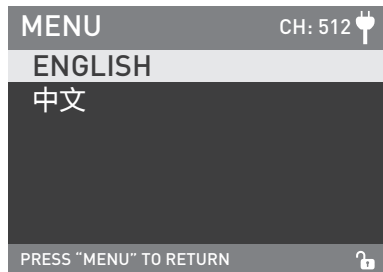 MENU CH: 512
ENGLISH
中文
PRESS “MENU” TO RETURN